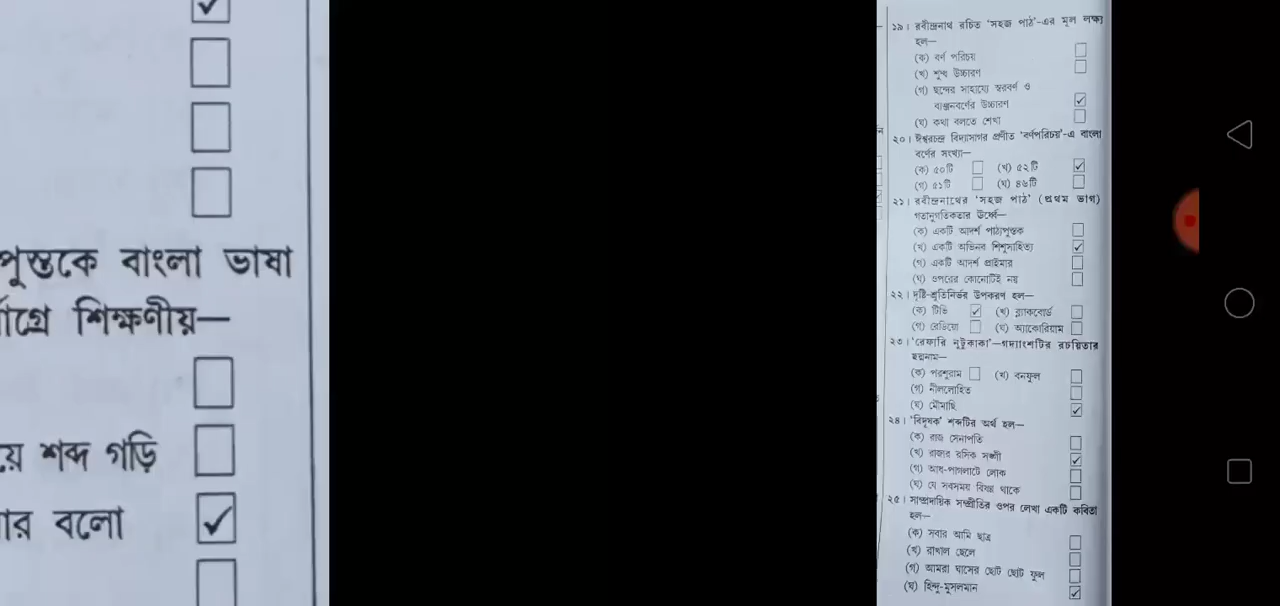 পুস্তকে বাংলা ভাষা
শিক্ষণীয়—
শব্দ গড়ি
বলো
১৯। রবীন্দ্রনাথ রচিত ‘সহজ পাঠ’-এর মূল লক্ষ্য
হল—
(ক) বর্ণ পরিচয়
(খ) শুদ্ধ উচ্চারণ
(গ) ছন্দের সাহায্যে স্বরবর্ণ ও
ব্যঞ্জনবর্ণের উচ্চারণ
(ঘ) কথা বলতে শেখা
২০। ঈশ্বরচন্দ্র বিদ্যাসাগর প্রণীত ‘বর্ণপরিচয়’-এ বাংলা
বর্ণের সংখ্যা—
(ক) ৫০টি (খ) ৫২টি
(গ) ৫১টি (ঘ) ৪৬টি
২১। রবীন্দ্রনাথের ‘সহজ পাঠ’ (প্রথম ভাগ)
গতানুগতিকতার ঊর্ধ্বে—
(ক) একটি আদর্শ পাঠ্যপুস্তক
(খ) একটি অভিনব শিশুসাহিত্য
(গ) একটি আদর্শ প্রাইমার
(ঘ) ওপরের কোনোটিই নয়
২২। দৃষ্টি-শ্রুতিনির্ভর উপকরণ হল—
(ক) টিভি (খ) ব্ল্যাকবোর্ড
(গ) রেডিয়ো (ঘ) অ্যাকোরিয়াম
২৩। ‘রেফারি নুটুকাকা’—গদ্যাংশটির রচয়িতার
ছদ্মনাম—
(ক) পরশুরাম (খ) বনফুল
(গ) নীললোহিত
(ঘ) মৌমাছি
২৪। ‘বিদূষক’ শব্দটির অর্থ হল—
(ক) রাজ সেনাপতি
(খ) রাজার রসিক সঙ্গী
(গ) আধ-পাগলাটে লোক
(ঘ) যে সবসময় বিষণ্ণ থাকে
২৫। সাম্প্রদায়িক সম্প্রীতির ওপর লেখা একটি কবিতা
হল—
(ক) সবার আমি ছাত্র
(খ) রাখাল ছেলে
(গ) আমরা ঘাসের ছোট ছোট ফুল
(ঘ) হিন্দু-মুসলমান